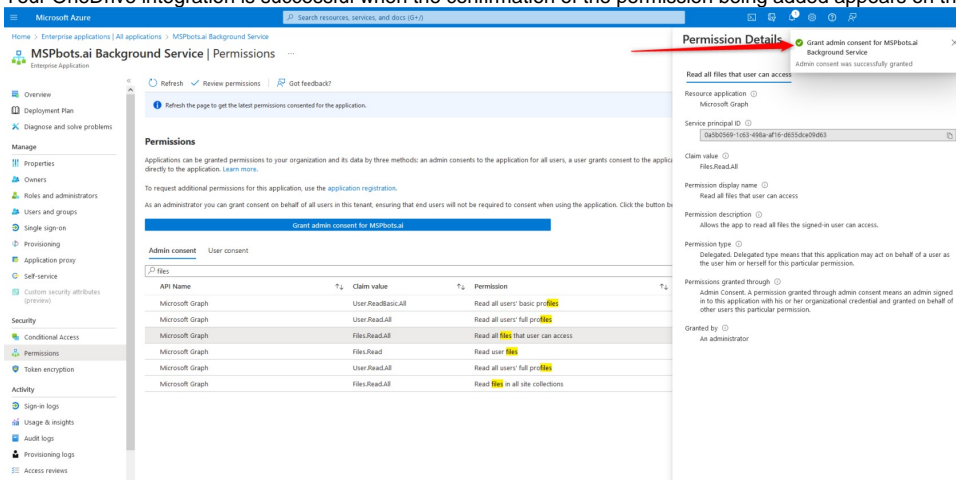 Your OneDrive integration is successful when the confirmation of the permission being added appears on th
Microsoft Azure
Search resources, services, and docs (G+/)
Home > Enterprise applications | All applications > MSPbots.ai Background Service
MSPbots.ai Background Service | Permissions ...
Enterprise Application
Overview
Deployment Plan
Diagnose and solve problems
Manage
Properties
Owners
Roles and administrators
Users and groups
Single sign-on
Provisioning
Application proxy
Self-service
Custom security attributes
(preview)
Security
Conditional Access
Permissions
Token encryption
Activity
Sign-in logs
Usage & insights
Audit logs
Provisioning logs
Access reviews
Refresh
Review permissions
Got feedback?
Refresh the page to get the latest permissions consented for the application.
Permissions
Applications can be granted permissions to your organization and its data by three methods: an admin consents to the application for all users, a user grants consent to the applica
directly to the application. Learn more.
To request additional permissions for this application, use the application registration.
As an administrator you can grant consent on behalf of all users in this tenant, ensuring that end users will not be required to consent when using the application. Click the button be
Grant admin consent for MSPbots.ai
Admin consent User consent
files
API Name Claim value Permission
Microsoft Graph User.ReadBasic.All Read all users' basic profiles
Microsoft Graph User.Read.All Read all users' full profiles
Microsoft Graph Files.Read.All Read all files that user can access
Microsoft Graph Files.Read Read user files
Microsoft Graph User.Read.All Read all users' full profiles
Microsoft Graph Files.Read.All Read files in all site collections
Permission Details
Grant admin consent for MSPbots.ai
Background Service
Admin consent was successfully granted
Read all files that user can access
Resource application
Microsoft Graph
Service principal ID
0a5b0569-1c63-498a-af16-d655dce09d63
Claim value
Files.Read.All
Permission display name
Read all files that user can access
Permission description
Allows the app to read all files the signed-in user can access.
Permission type
Delegated. Delegated type means that this application may act on behalf of a user as
the user him or herself for this particular permission.
Permissions granted through
Admin Consent. A permission granted through admin consent means an admin signed
in to this application with his or her organizational credential and granted on behalf of
other users this particular permission.
Granted by
An administrator